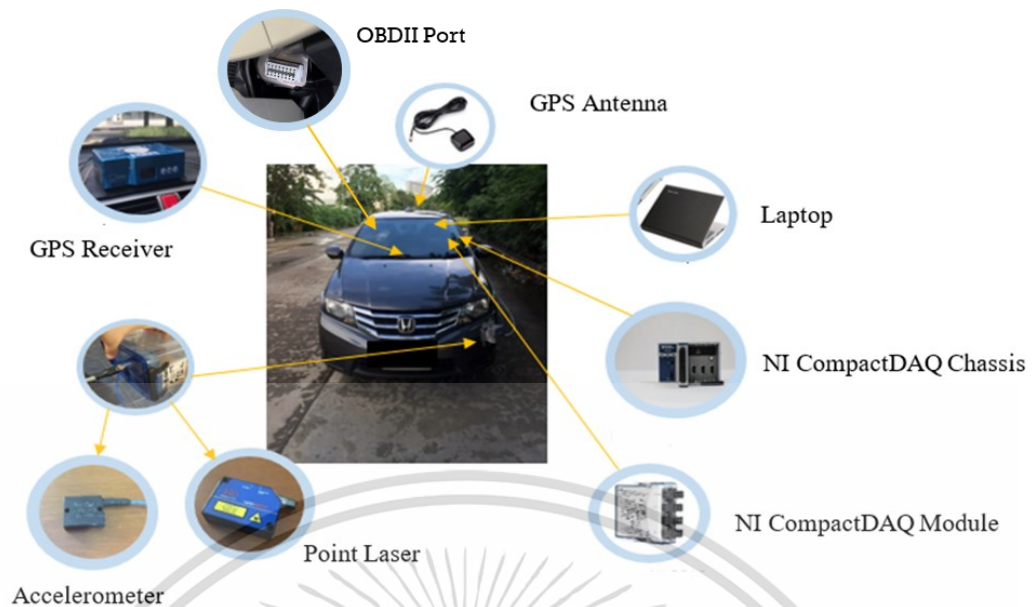 OBDII Port
GPS Antenna
GPS Receiver
Laptop
NI CompactDAQ Chassis
NI CompactDAQ Module
Point Laser
Accelerometer